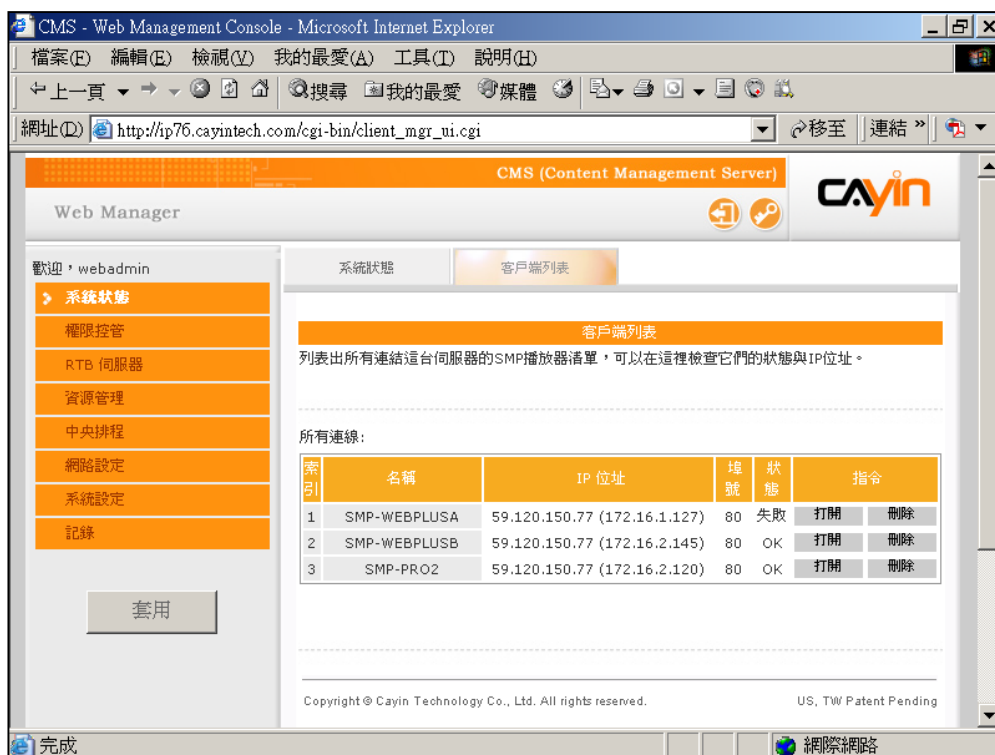 CMS - Web Management Console - Microsoft Internet Explorer
檔案(F) 編輯(E) 檢視(V) 我的最愛(A) 工具(T) 說明(H)
上一頁 搜尋 我的最愛 媒體
網址(D) http://ip76.cayintech.com/cgi-bin/client_mgr_ui.cgi 移至 連結 »
CMS (Content Management Server)
CAyin
Web Manager
歡迎，webadmin
系統狀態
權限控管
RTB 伺服器
資源管理
中央排程
網路設定
系統設定
記錄
套用
系統狀態 客戶端列表
客戶端列表
列表出所有連結這台伺服器的SMP播放器清單，可以在這裡檢查它們的狀態與IP位址。
所有連線:
索引 名稱 IP 位址 埠號 狀態 指令
1 SMP-WEBPLUSA 59.120.150.77 (172.16.1.127) 80 失敗 打開 刪除
2 SMP-WEBPLUSB 59.120.150.77 (172.16.2.145) 80 OK 打開 刪除
3 SMP-PRO2 59.120.150.77 (172.16.2.120) 80 OK 打開 刪除
Copyright © Cayin Technology Co., Ltd. All rights reserved. US, TW Patent Pending
完成 網際網路